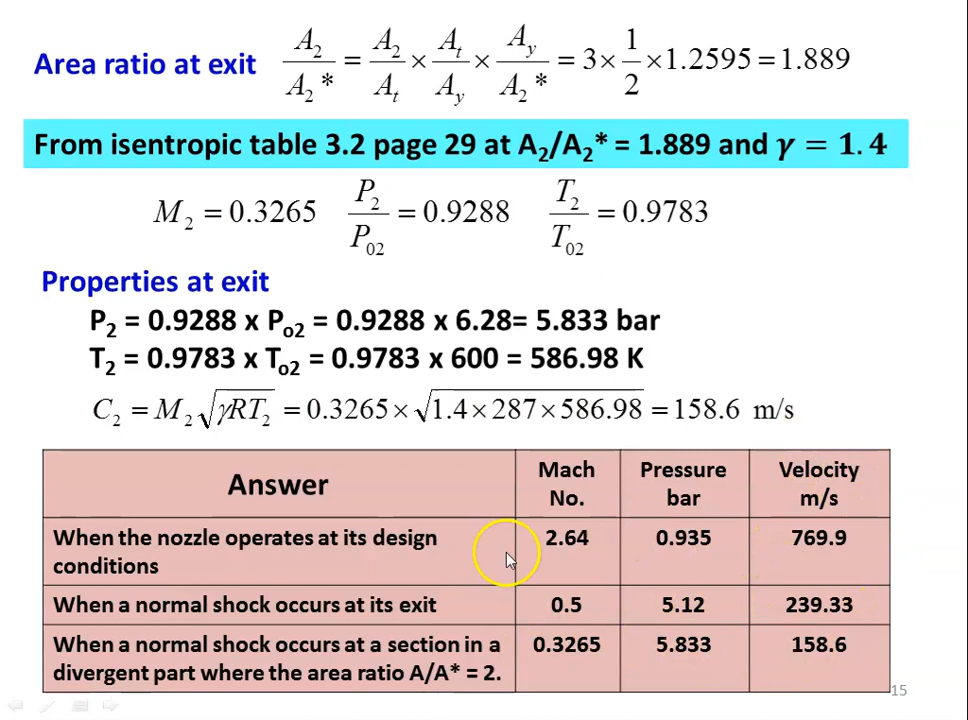 Area ratio at exit A₂/A₂* = A₂/Aₜ × Aₜ/Aᵧ × Aᵧ/A₂* = 3 × 1/2 × 1.2595 = 1.889
From isentropic table 3.2 page 29 at A₂/A₂* = 1.889 and γ = 1.4
M₂ = 0.3265 P₂/P₀₂ = 0.9288 T₂/T₀₂ = 0.9783
Properties at exit
P₂ = 0.9288 x Pₒ₂ = 0.9288 x 6.28= 5.833 bar
T₂ = 0.9783 x Tₒ₂ = 0.9783 x 600 = 586.98 K
C₂ = M₂√γRT₂ = 0.3265 × √1.4 × 287 × 586.98 = 158.6 m/s
Answer Mach No. Pressure bar Velocity m/s
When the nozzle operates at its design conditions 2.64 0.935 769.9
When a normal shock occurs at its exit 0.5 5.12 239.33
When a normal shock occurs at a section in a divergent part where the area ratio A/A* = 2. 0.3265 5.833 158.6
15